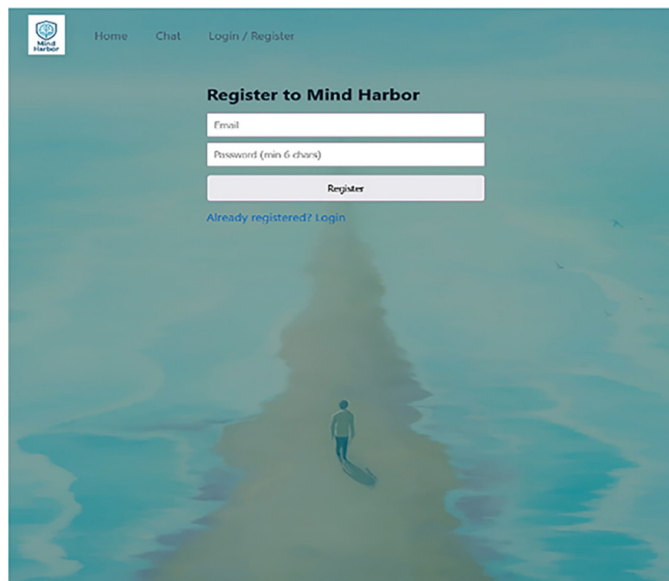 Mind
Harbor
Home Chat Login / Register
Register to Mind Harbor
Email
Password (min 6 chars)
Register
Already registered? Login